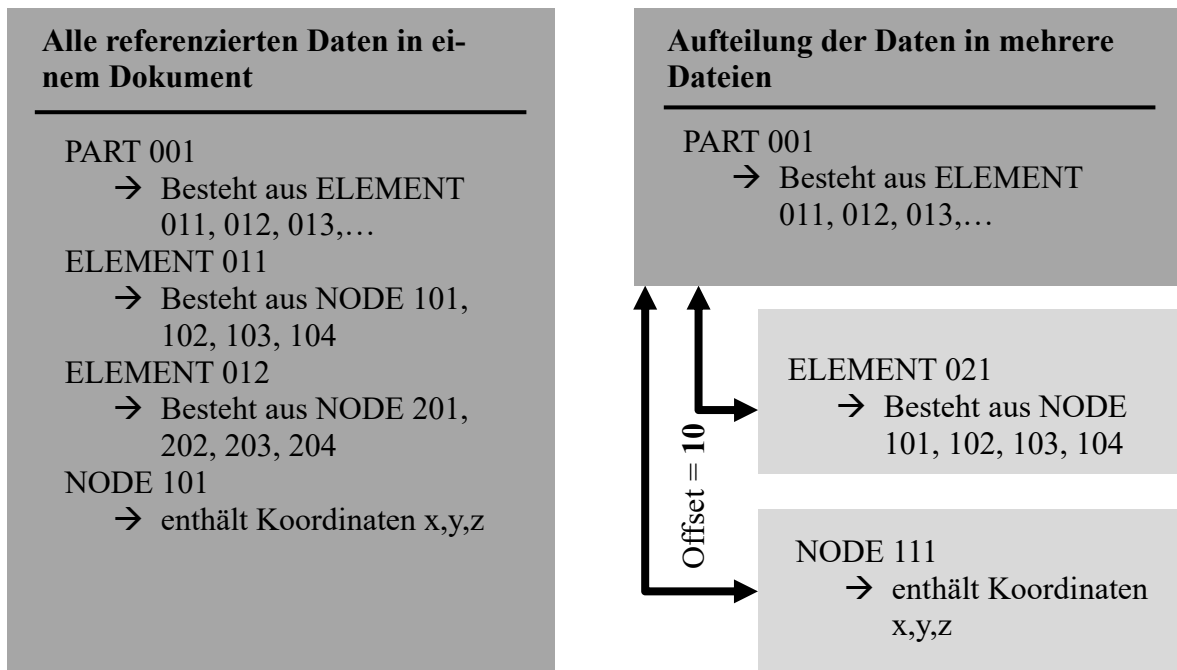 Alle referenzierten Daten in ei-
nem Dokument
PART 001
→ Besteht aus ELEMENT
011, 012, 013,…
ELEMENT 011
→ Besteht aus NODE 101,
102, 103, 104
ELEMENT 012
→ Besteht aus NODE 201,
202, 203, 204
NODE 101
→ enthält Koordinaten x,y,z
Aufteilung der Daten in mehrere
Dateien
PART 001
→ Besteht aus ELEMENT
011, 012, 013,…
Offset = 10
ELEMENT 021
→ Besteht aus NODE
101, 102, 103, 104
NODE 111
→ enthält Koordinaten
x,y,z